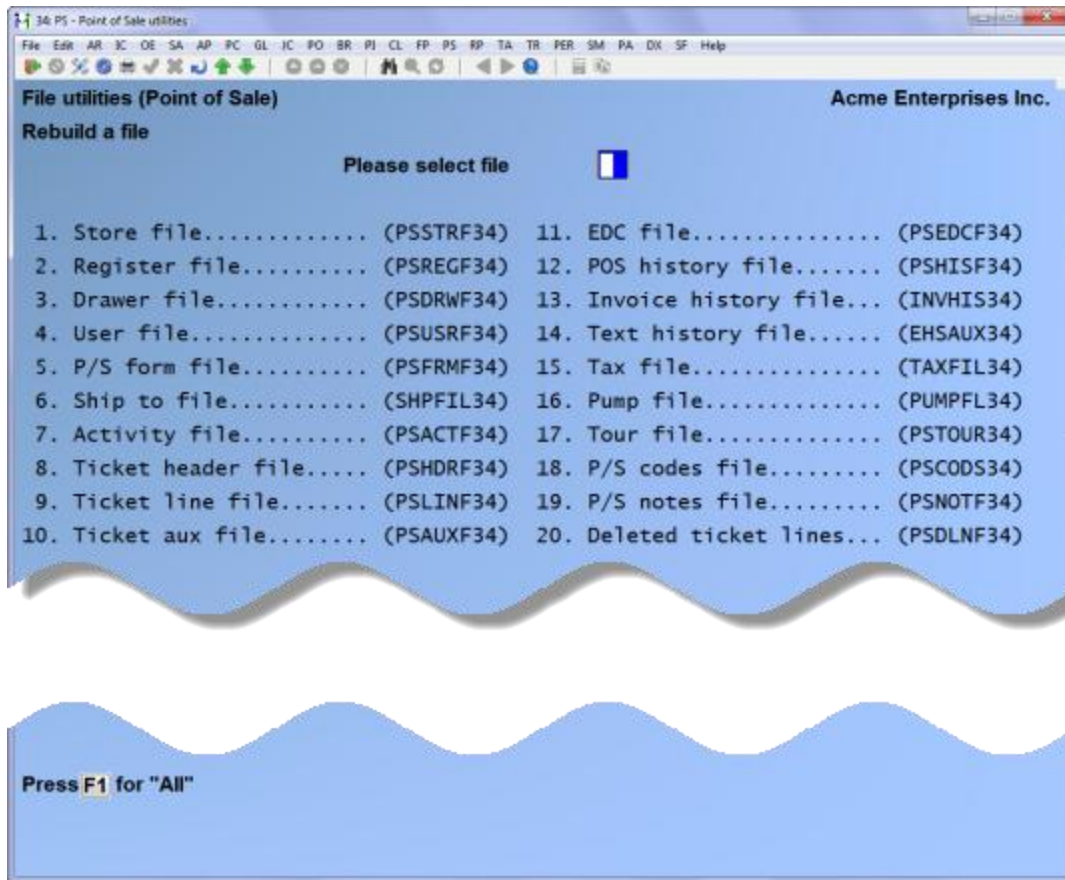 34: PS - Point of Sale utilities
File Edit AR IC OE SA AP PC GL JC PO BR PI CL FP PS RP TA TR PER SM PA DX SF Help
File utilities (Point of Sale) Acme Enterprises Inc.
Rebuild a file
Please select file
1. Store file............. (PSSTRF34) 11. EDC file............... (PSEDCF34)
2. Register file.......... (PSREGF34) 12. POS history file....... (PSHISF34)
3. Drawer file............ (PSDRWF34) 13. Invoice history file... (INVHIS34)
4. User file.............. (PSUSRF34) 14. Text history file...... (EHSAUX34)
5. P/S form file.......... (PSFRMF34) 15. Tax file............... (TAXFIL34)
6. Ship to file........... (SHPFIL34) 16. Pump file.............. (PUMPFL34)
7. Activity file.......... (PSACTF34) 17. Tour file.............. (PSTOUR34)
8. Ticket header file..... (PSHDRF34) 18. P/S codes file......... (PSCODS34)
9. Ticket line file....... (PSLINF34) 19. P/S notes file......... (PSNOTF34)
10. Ticket aux file........ (PSAUXF34) 20. Deleted ticket lines... (PSDLNF34)
Press F1 for "All"